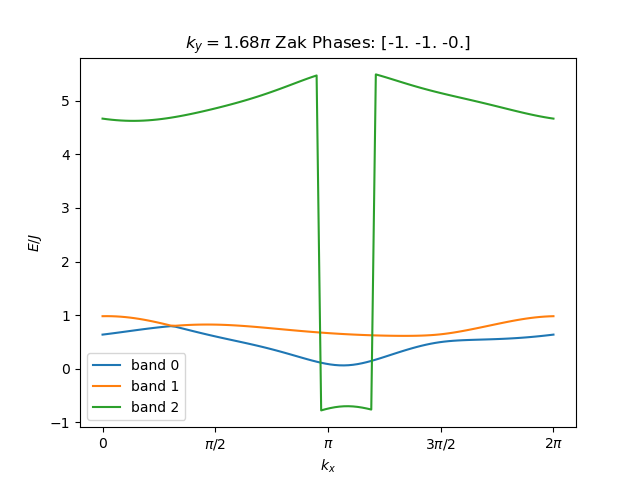 k_y = 1.68π Zak Phases: [-1. -1. -0.]
E/J
5
4
3
2
1
0
−1
band 0
band 1
band 2
0 π/2 π 3π/2 2π
k_x